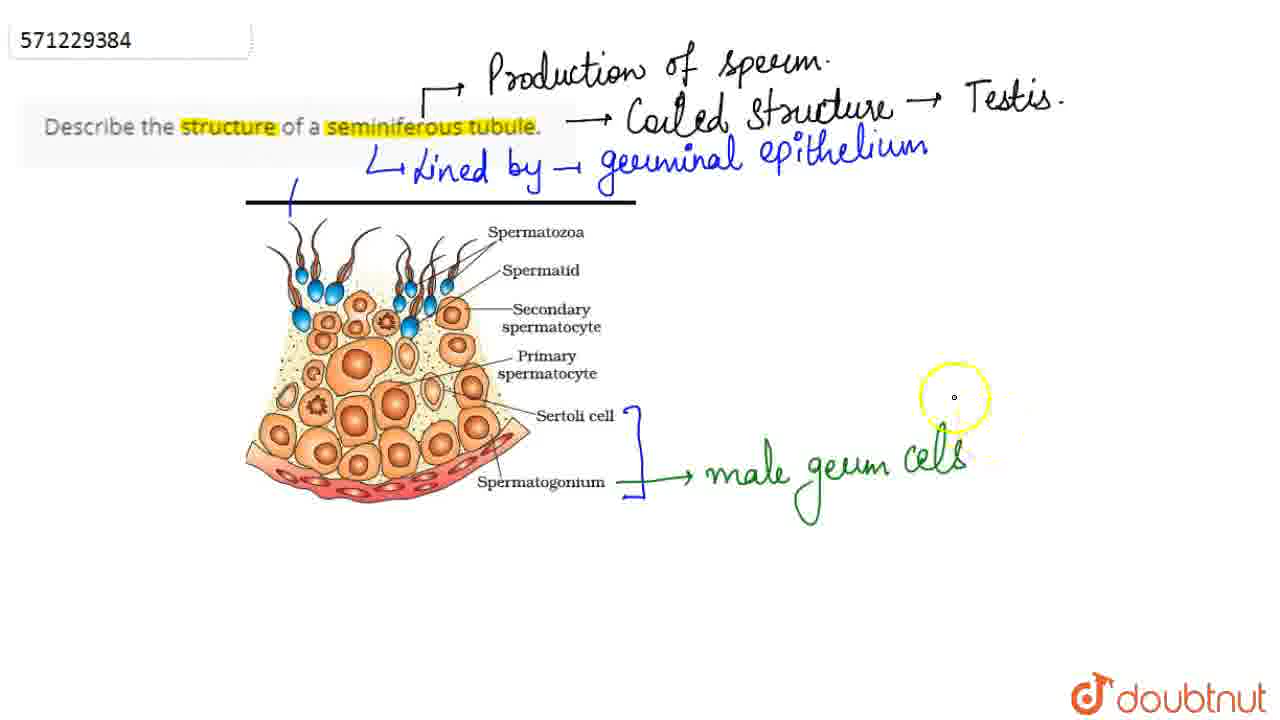 571229384
Production of sperm.
Describe the structure of a seminiferous tubule. → Coiled structure → Testis.
Lined by → germinal epithelium
Spermatozoa
Spermatid
Secondary
spermatocyte
Primary
spermatocyte
Sertoli cell
Spermatogonium → male germ cells
doubtnut